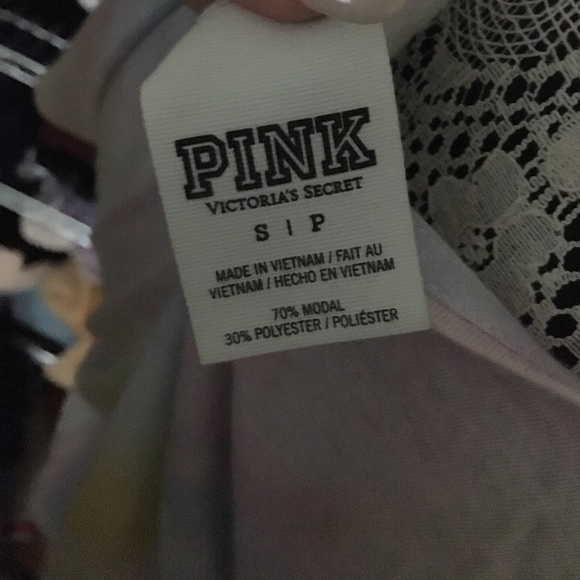 PINK
VICTORIA'S SECRET
S | P
MADE IN VIETNAM / FAIT AU
VIETNAM / HECHO EN VIETNAM
70% MODAL
30% POLYESTER / POLIÉSTER